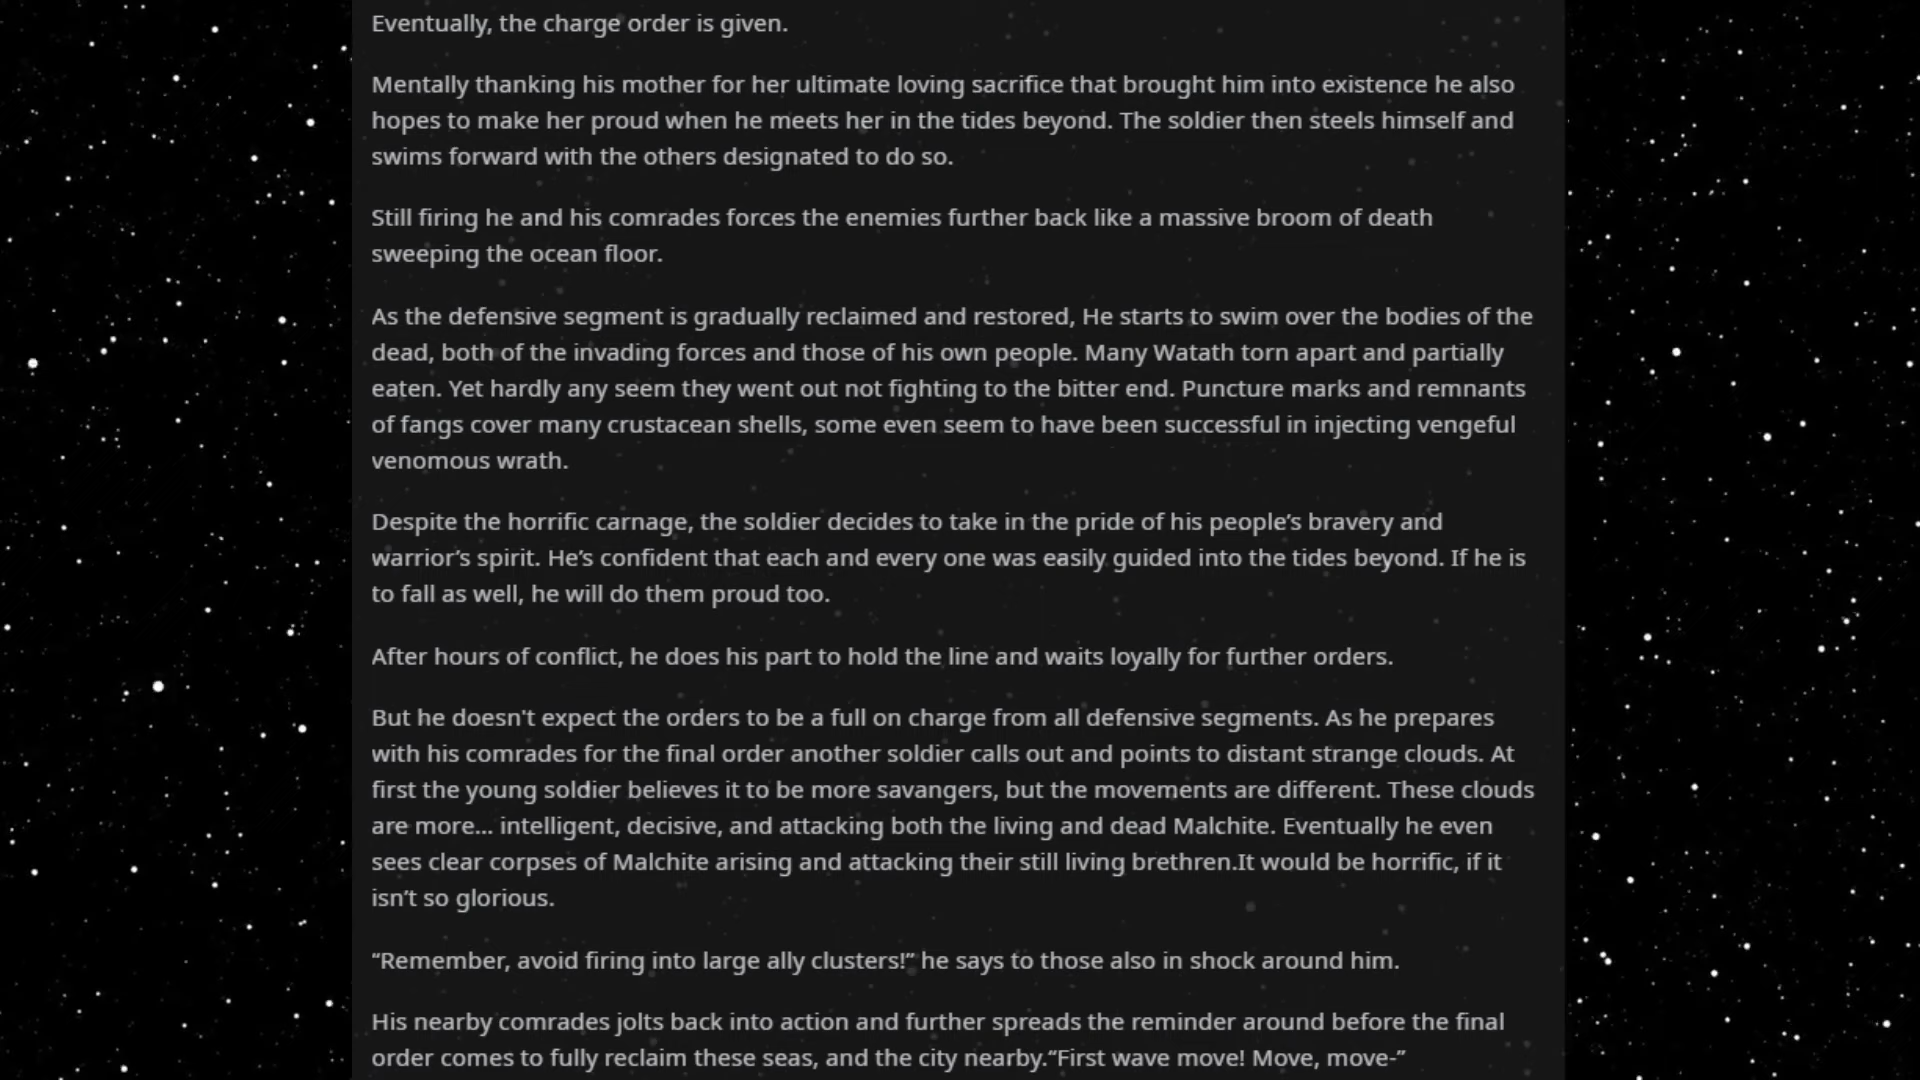 Eventually, the charge order is given.
Mentally thanking his mother for her ultimate loving sacrifice that brought him into existence he also
hopes to make her proud when he meets her in the tides beyond. The soldier then steels himself and
swims forward with the others designated to do so.
Still firing he and his comrades forces the enemies further back like a massive broom of death
sweeping the ocean floor.
As the defensive segment is gradually reclaimed and restored, He starts to swim over the bodies of the
dead, both of the invading forces and those of his own people. Many Watath torn apart and partially
eaten. Yet hardly any seem they went out not fighting to the bitter end. Puncture marks and remnants
of fangs cover many crustacean shells, some even seem to have been successful in injecting vengeful
venomous wrath.
Despite the horrific carnage, the soldier decides to take in the pride of his people’s bravery and
warrior’s spirit. He’s confident that each and every one was easily guided into the tides beyond. If he is
to fall as well, he will do them proud too.
After hours of conflict, he does his part to hold the line and waits loyally for further orders.
But he doesn't expect the orders to be a full on charge from all defensive segments. As he prepares
with his comrades for the final order another soldier calls out and points to distant strange clouds. At
first the young soldier believes it to be more savangers, but the movements are different. These clouds
are more... intelligent, decisive, and attacking both the living and dead Malchite. Eventually he even
sees clear corpses of Malchite arising and attacking their still living brethren.It would be horrific, if it
isn’t so glorious.
“Remember, avoid firing into large ally clusters!” he says to those also in shock around him.
His nearby comrades jolts back into action and further spreads the reminder around before the final
order comes to fully reclaim these seas, and the city nearby.“First wave move! Move, move-”